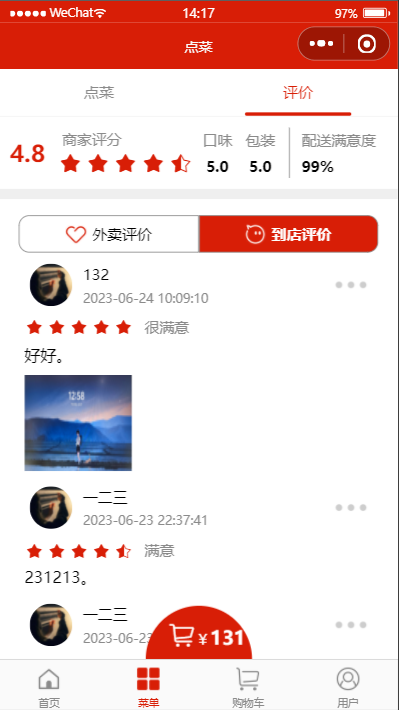 WeChat 14:17 97%
点菜
点菜 评价
4.8 商家评分 口味 包装 配送满意度
5.0 5.0 99%
外卖评价 到店评价
132
2023-06-24 10:09:10
很满意
好好。
12:58
一二三
2023-06-23 22:37:41
满意
231213。
一二三
2023-06-23
¥131
首页 菜单 购物车 用户